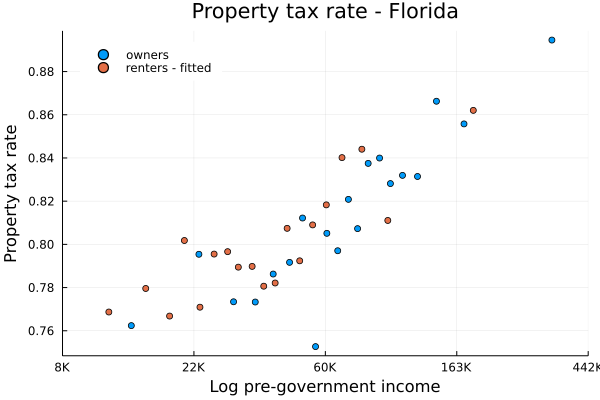 Property tax rate - Florida
owners
renters - fitted
Property tax rate
0.88
0.86
0.84
0.82
0.80
0.78
0.76
8K 22K 60K 163K 442K
Log pre-government income